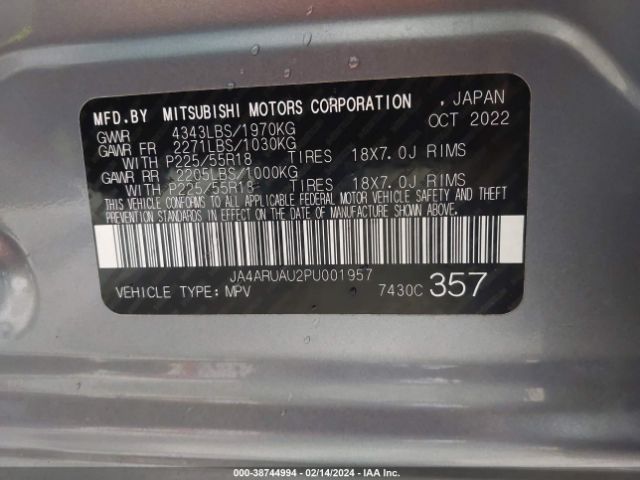 MFD.BY MITSUBISHI MOTORS CORPORATION , JAPAN
GVWR 4343LBS/1970KG OCT 2022
GAWR FR 2271LBS/1030KG
WITH P225/55R18 TIRES 18X7.0J RIMS
GAWR RR 2205LBS/1000KG
WITH P225/55R18 TIRES 18X7.0J RIMS
THIS VEHICLE CONFORMS TO ALL APPLICABLE FEDERAL MOTOR VEHICLE SAFETY AND THEFT
PREVENTION STANDARDS IN EFFECT ON THE DATE OF MANUFACTURE SHOWN ABOVE.
JA4ARUAU2PU001957
VEHICLE TYPE: MPV 7430C 357
000-38744994 - 02/14/2024 - IAA Inc.